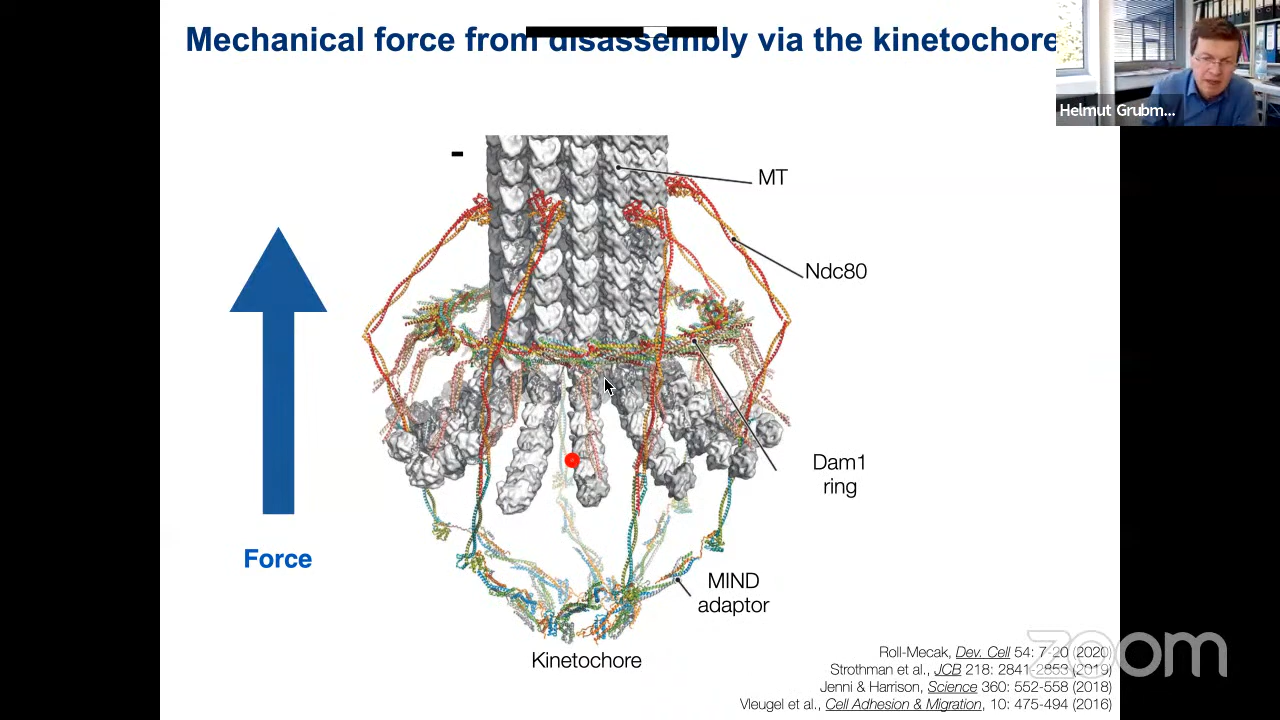 Mechanical force from disassembly via the kinetochore
Helmut Grubm...
-
MT
Ndc80
Dam1
ring
Force
MIND
adaptor
Kinetochore
Roll-Mecak, Dev. Cell 54: 7-20 (2020)
Strothman et al., JCB 218: 2841-2853 (2019)
Jenni & Harrison, Science 360: 552-558 (2018)
Vleugel et al., Cell Adhesion & Migration, 10: 475-494 (2016)
zoom